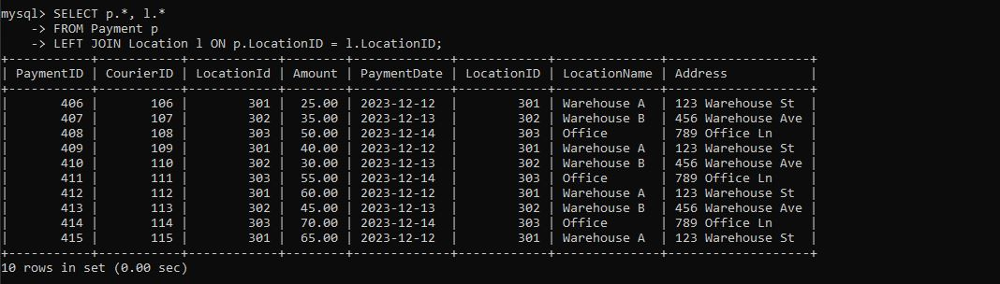 mysql> SELECT p.*, l.*
    -> FROM Payment p
    -> LEFT JOIN Location l ON p.LocationID = l.LocationID;
+-----------+-----------+------------+--------+-------------+------------+--------------+-------------------+
| PaymentID | CourierID | LocationId | Amount | PaymentDate | LocationID | LocationName | Address           |
+-----------+-----------+------------+--------+-------------+------------+--------------+-------------------+
|       406 |       106 |        301 |  25.00 | 2023-12-12  |        301 | Warehouse A  | 123 Warehouse St  |
|       407 |       107 |        302 |  35.00 | 2023-12-13  |        302 | Warehouse B  | 456 Warehouse Ave |
|       408 |       108 |        303 |  50.00 | 2023-12-14  |        303 | Office       | 789 Office Ln     |
|       409 |       109 |        301 |  40.00 | 2023-12-12  |        301 | Warehouse A  | 123 Warehouse St  |
|       410 |       110 |        302 |  30.00 | 2023-12-13  |        302 | Warehouse B  | 456 Warehouse Ave |
|       411 |       111 |        303 |  55.00 | 2023-12-14  |        303 | Office       | 789 Office Ln     |
|       412 |       112 |        301 |  60.00 | 2023-12-12  |        301 | Warehouse A  | 123 Warehouse St  |
|       413 |       113 |        302 |  45.00 | 2023-12-13  |        302 | Warehouse B  | 456 Warehouse Ave |
|       414 |       114 |        303 |  70.00 | 2023-12-14  |        303 | Office       | 789 Office Ln     |
|       415 |       115 |        301 |  65.00 | 2023-12-12  |        301 | Warehouse A  | 123 Warehouse St  |
+-----------+-----------+------------+--------+-------------+------------+--------------+-------------------+
10 rows in set (0.00 sec)